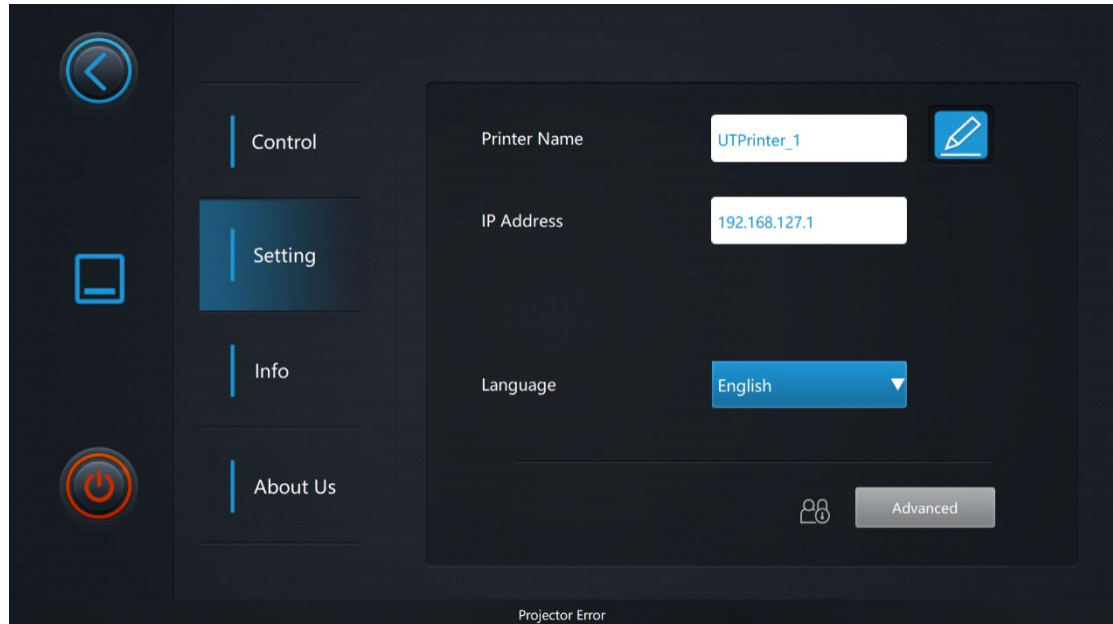 Control
Setting
Info
About Us
Printer Name
UTPrinter_1
IP Address
192.168.127.1
Language
English
Advanced
Projector Error